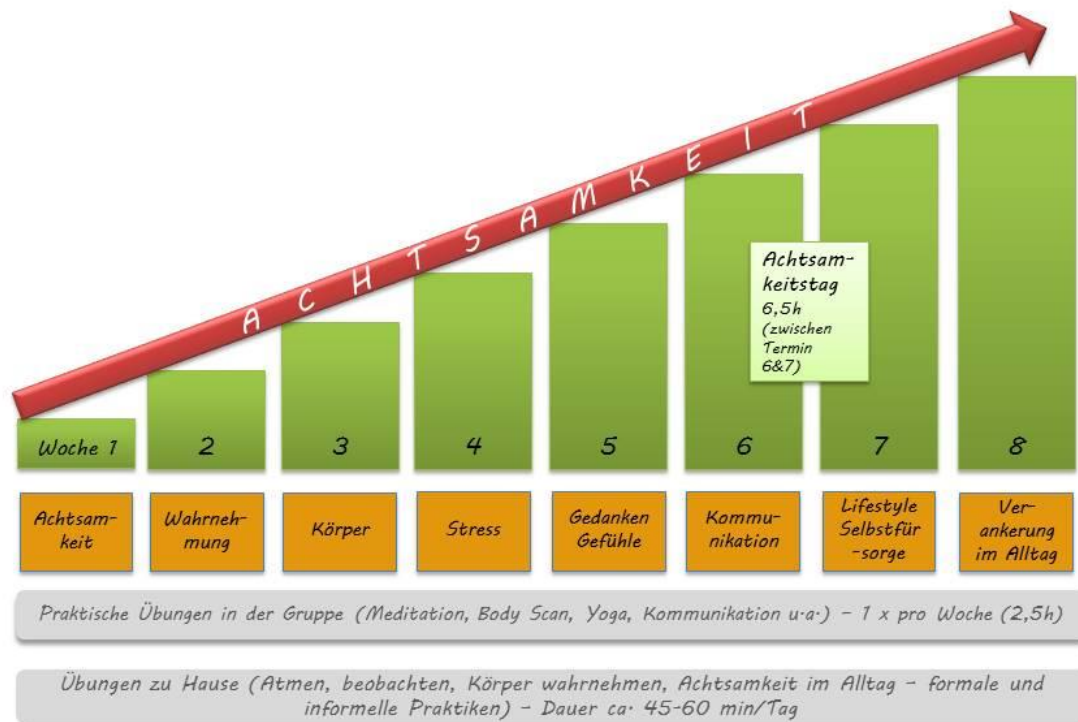 ACHTSAMKEIT
Achtsam-
keitstag
6,5h
(zwischen
Termin
6&7)
Woche 1
2
3
4
5
6
7
8
Achtsam-
keit
Wahrneh-
mung
Körper
Stress
Gedanken
Gefühle
Kommu-
nikation
Lifestyle
Selbstfür
-sorge
Ver-
ankerung
im Alltag
Praktische Übungen in der Gruppe (Meditation, Body Scan, Yoga, Kommunikation u.a.) – 1 x pro Woche (2,5h)
Übungen zu Hause (Atmen, beobachten, Körper wahrnehmen, Achtsamkeit im Alltag – formale und
informelle Praktiken) – Dauer ca. 45-60 min/Tag